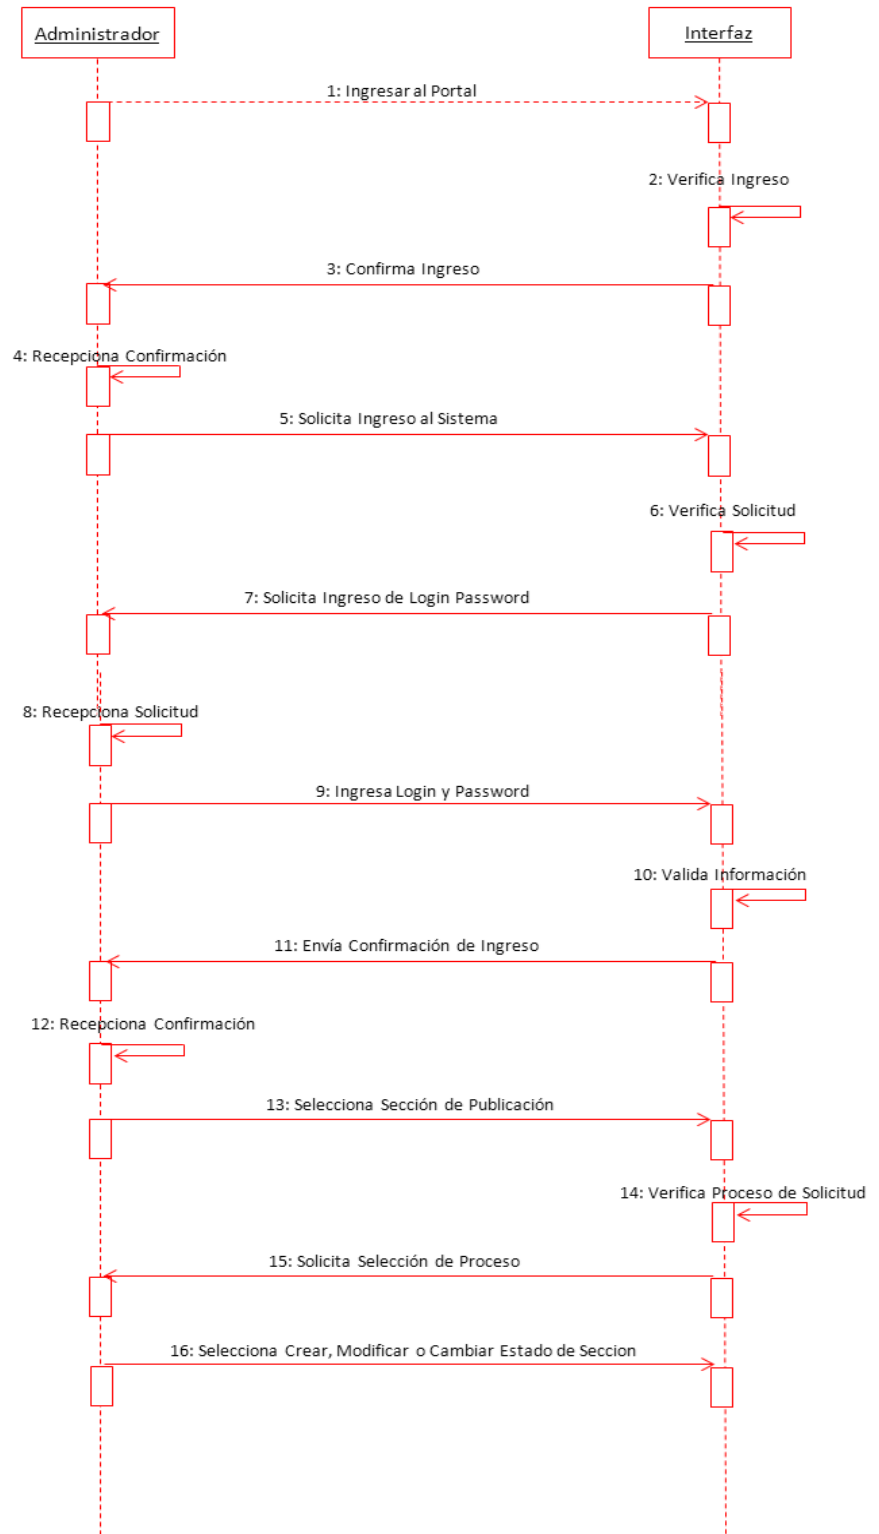 Administrador
Interfaz
1: Ingresar al Portal
2: Verifica Ingreso
3: Confirma Ingreso
4: Recepciona Confirmación
5: Solicita Ingreso al Sistema
6: Verifica Solicitud
7: Solicita Ingreso de Login Password
8: Recepciona Solicitud
9: Ingresa Login y Password
10: Valida Información
11: Envía Confirmación de Ingreso
12: Recepciona Confirmación
13: Selecciona Sección de Publicación
14: Verifica Proceso de Solicitud
15: Solicita Selección de Proceso
16: Selecciona Crear, Modificar o Cambiar Estado de Seccion